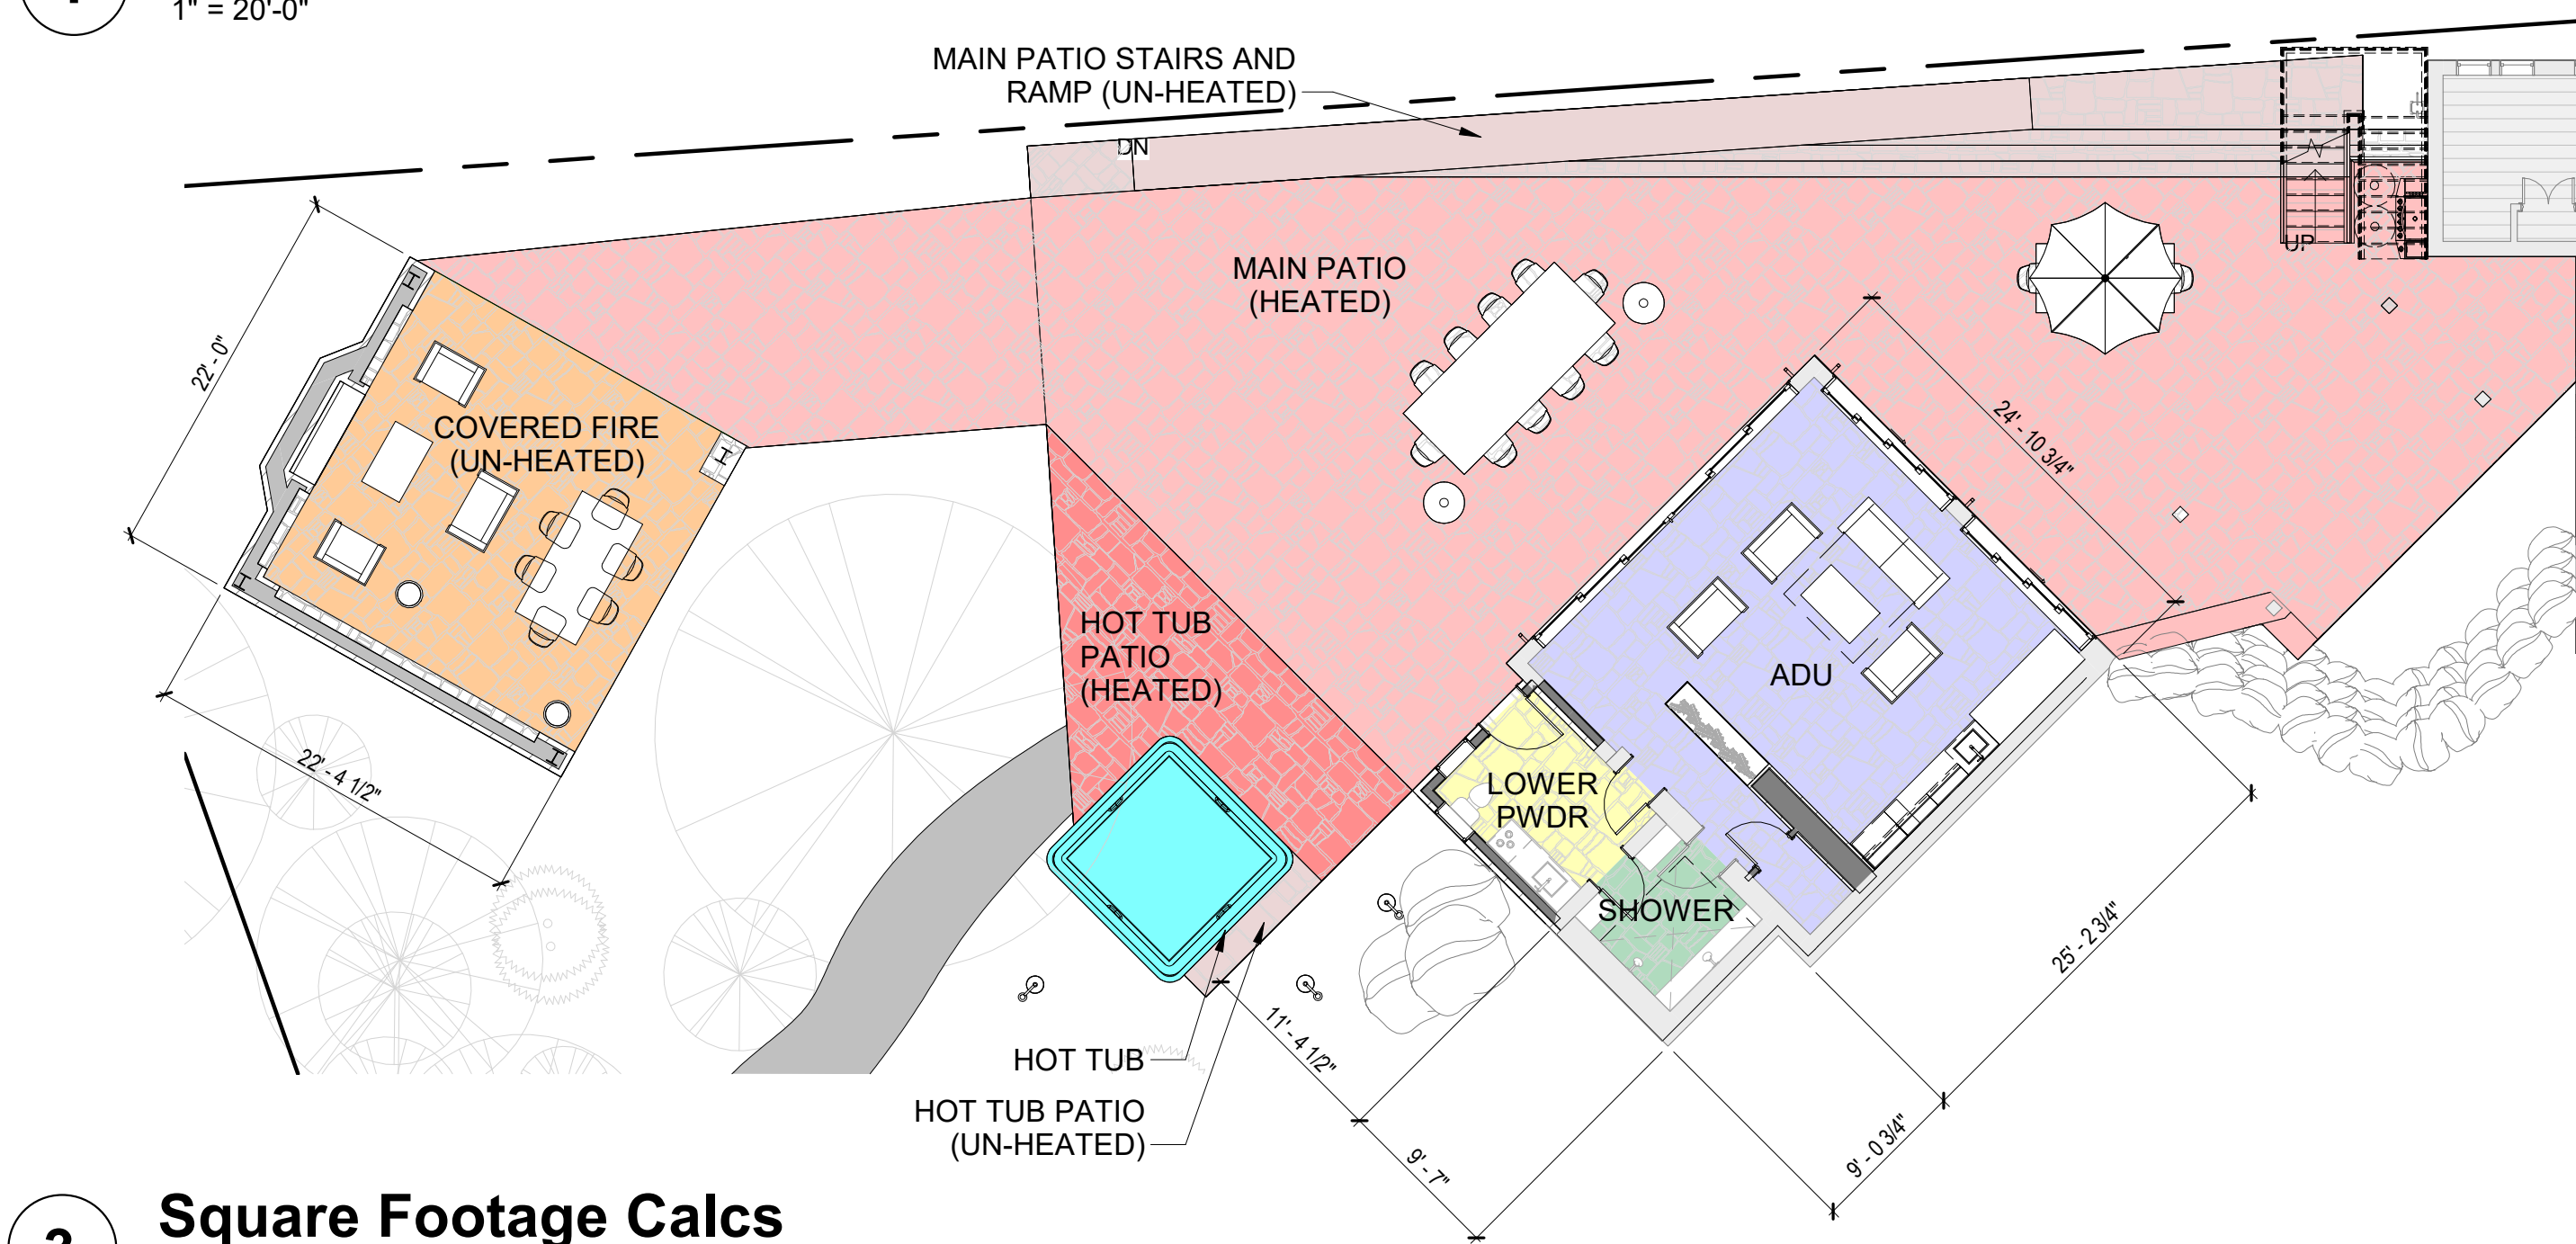 1" = 20'-0"
MAIN PATIO STAIRS AND
RAMP (UN-HEATED)
DN
UP
MAIN PATIO
(HEATED)
22' - 0"
COVERED FIRE
(UN-HEATED)
24' - 10 3/4"
HOT TUB
PATIO
(HEATED)
ADU
22' - 4 1/2"
LOWER
PWDR
SHOWER
25' - 2 3/4"
11' - 4 1/2"
HOT TUB
HOT TUB PATIO
(UN-HEATED)
9' - 7"
9' - 0 3/4"
Square Footage Calcs